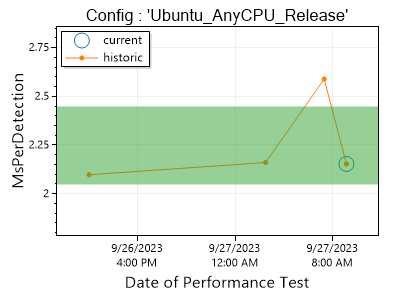 Config : 'Ubuntu_AnyCPU_Release'
current
historic
MsPerDetection
2.75
2.5
2.25
2
9/26/2023 9/27/2023 9/27/2023
4:00 PM 12:00 AM 8:00 AM
Date of Performance Test